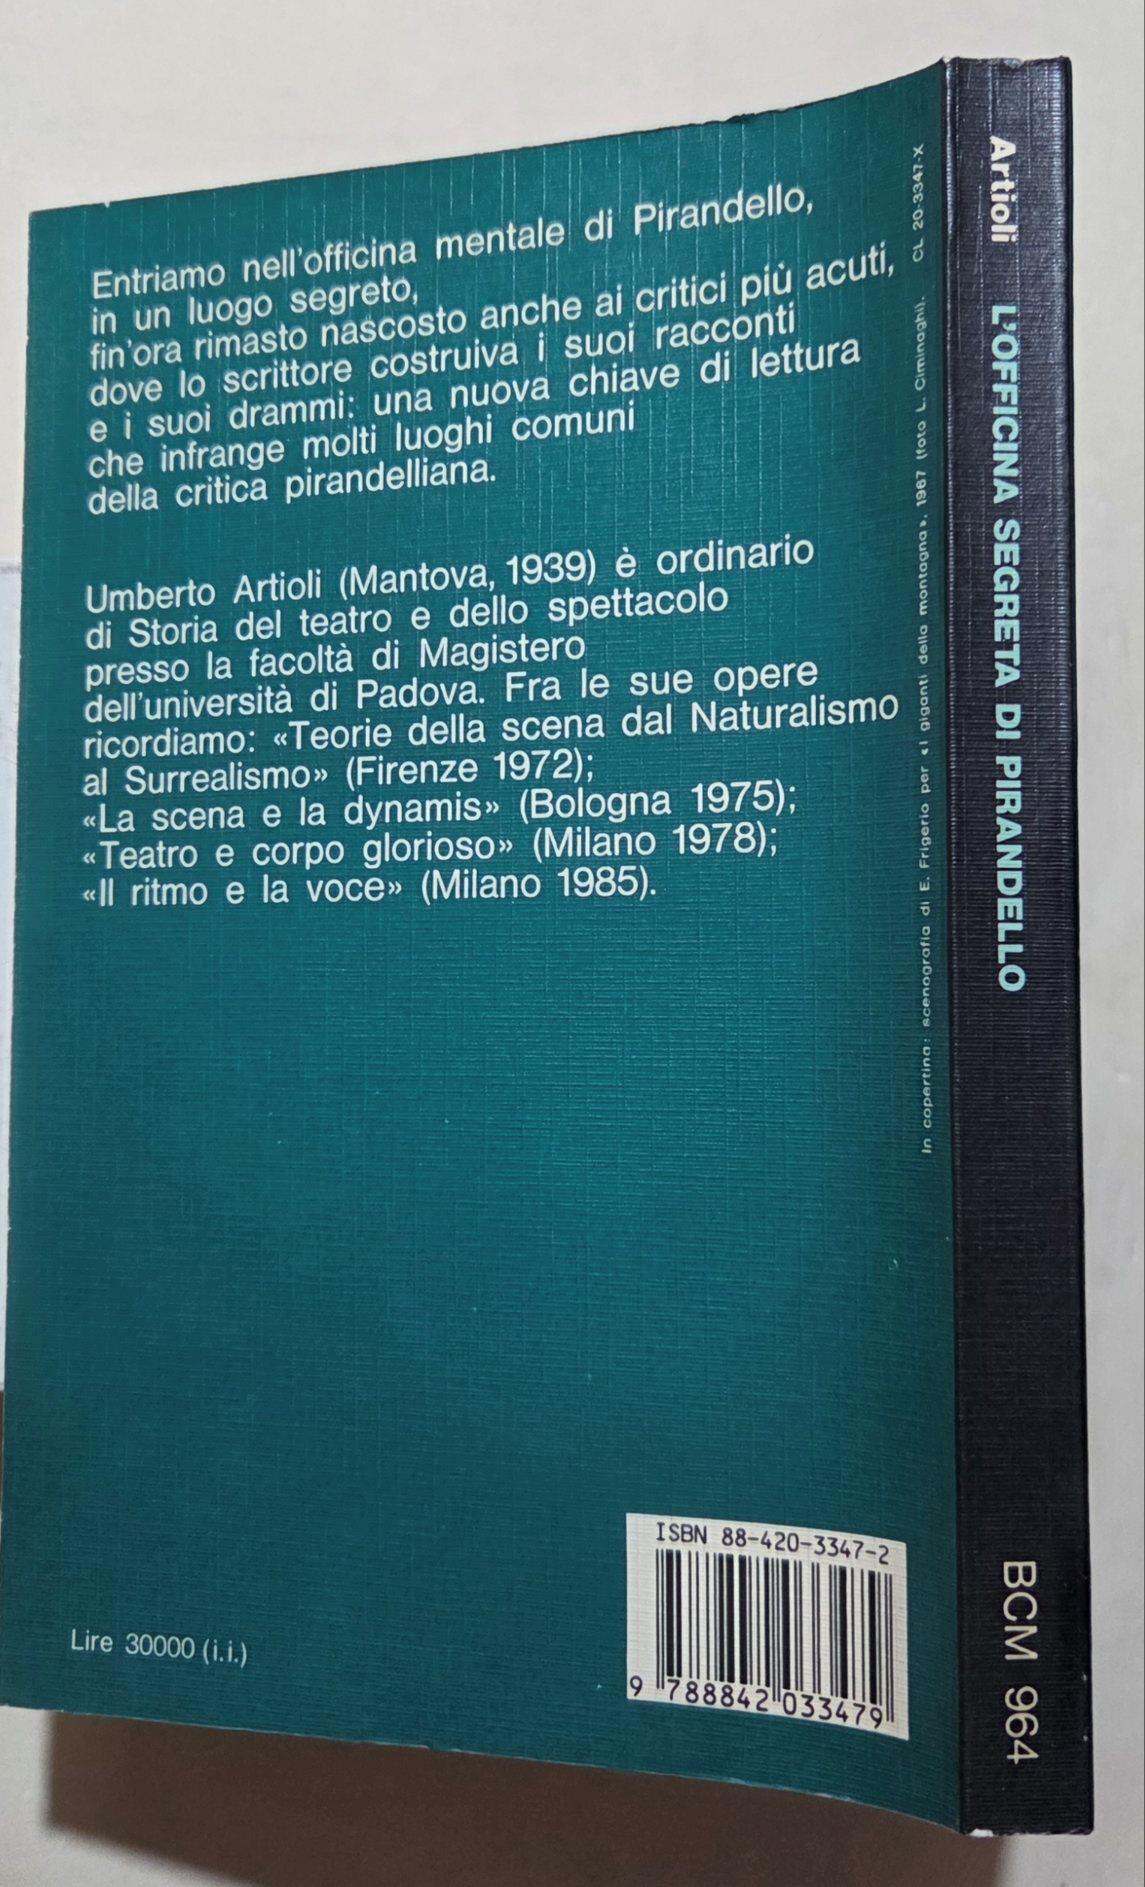 Entriamo nell'officina mentale di Pirandello,
in un luogo segreto,
fin'ora rimasto nascosto anche ai critici più acuti,
dove lo scrittore costruiva i suoi racconti
e i suoi drammi: una nuova chiave di lettura
che infrange molti luoghi comuni
della critica pirandelliana.
Umberto Artioli (Mantova, 1939) è ordinario
di Storia del teatro e dello spettacolo
presso la facoltà di Magistero
dell'università di Padova. Fra le sue opere
ricordiamo: «Teorie della scena dal Naturalismo
al Surrealismo» (Firenze 1972);
«La scena e la dynamis» (Bologna 1975);
«Teatro e corpo glorioso» (Milano 1978);
«Il ritmo e la voce» (Milano 1985).
Lire 30000 (i.i.)
ISBN 88-420-3347-2
9 788842 033479
In copertina: scenografia di E. Frigerio per «I giganti della montagna», 1967 (foto L. Ciminaghi). CL 20-3347-X
Artioli L'OFFICINA SEGRETA DI PIRANDELLO BCM 964